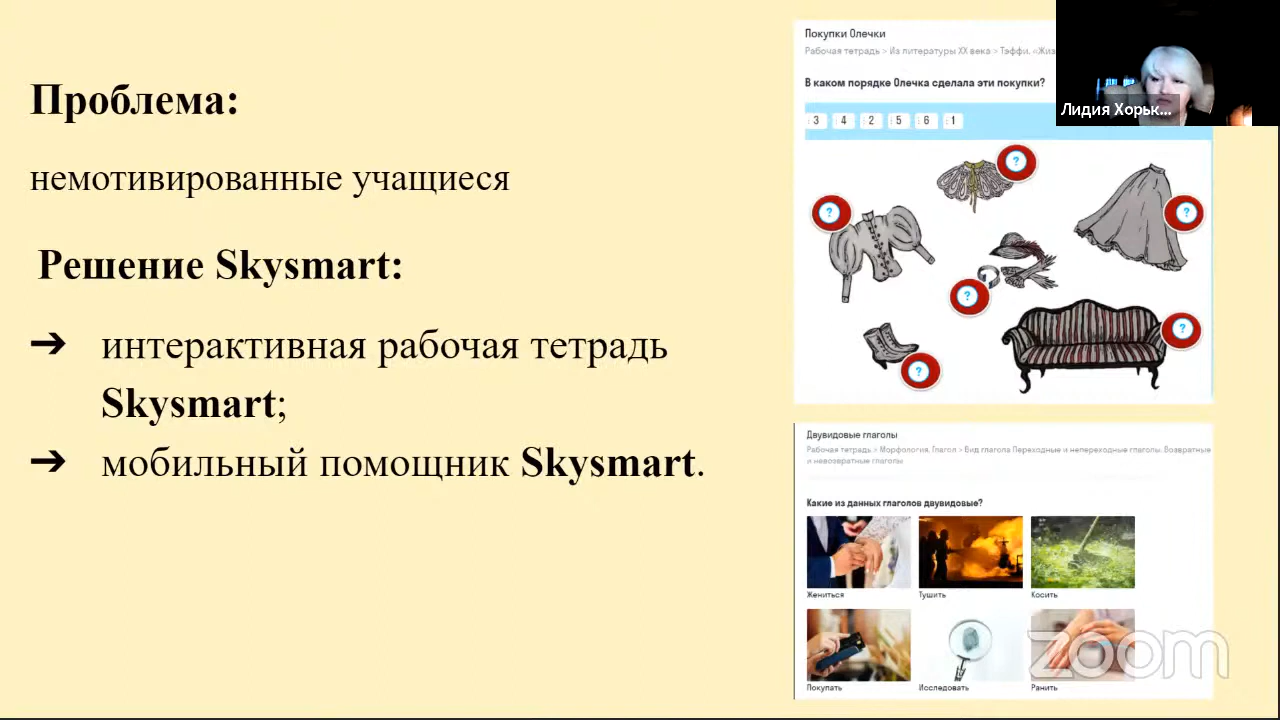 Проблема:
немотивированные учащиеся
Решение Skysmart:
➔ интерактивная рабочая тетрадь
Skysmart;
➔ мобильный помощник Skysmart.
Покупки Олечки
Рабочая тетрадь > Из литературы XX века > Тэффи. «Жиз
В каком порядке Олечка сделала эти покупки?
3 4 2 5 6 1
?
?
?
?
?
?
Лидия Хорьк...
Двувидовые глаголы
Рабочая тетрадь > Морфология. Глагол > Вид глагола Переходные и непереходные глаголы. Возвратные
и невозвратные глаголы
Какие из данных глаголов двувидовые?
Жениться Тушить Косить
Покупать Исследовать Ранить
zoom